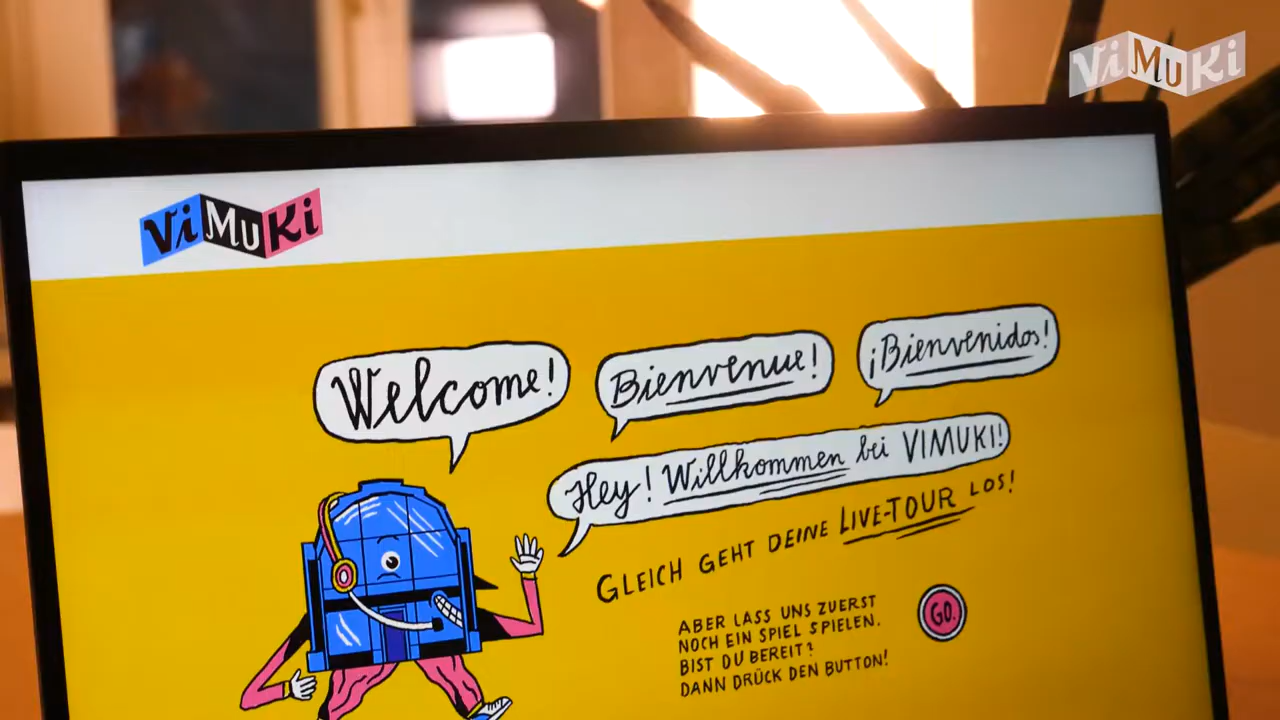 ViMuKi
ViMuKi
Welcome!
Bienvenue!
¡Bienvenidos!
Hey! Willkommen bei VIMUKI!
GLEICH GEHT DEINE LIVE-TOUR LOS!
ABER LASS UNS ZUERST
NOCH EIN SPIEL SPIELEN.
BIST DU BEREIT?
DANN DRÜCK DEN BUTTON!
GO.